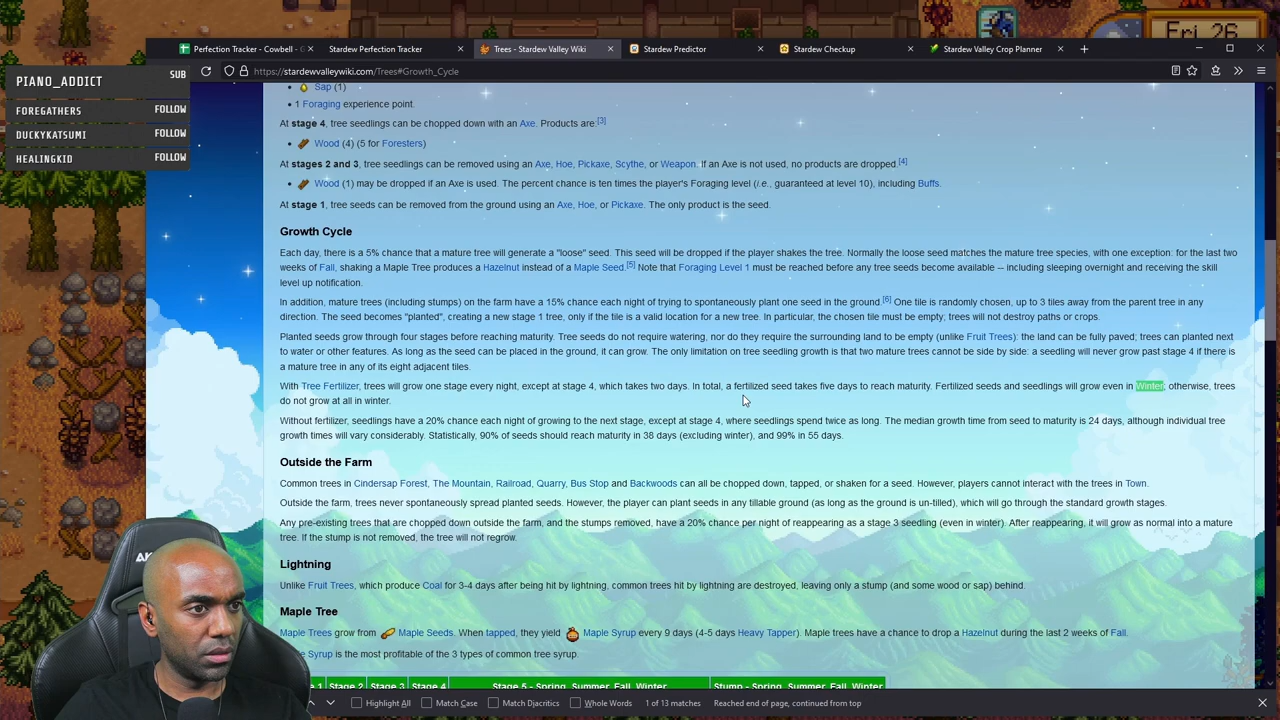 Fri 26
Perfection Tracker - Cowbell - G
Stardew Perfection Tracker
Trees - Stardew Valley Wiki
Stardew Predictor
Stardew Checkup
Stardew Valley Crop Planner
https://stardewvalleywiki.com/Trees#Growth_Cycle
PIANO_ADDICT SUB
FOREGATHERS FOLLOW
DUCKYKATSUMI FOLLOW
HEALINGKID FOLLOW
Sap (1)
1 Foraging experience point.
At stage 4, tree seedlings can be chopped down with an Axe. Products are:[3]
Wood (4) (5 for Foresters)
At stages 2 and 3, tree seedlings can be removed using an Axe, Hoe, Pickaxe, Scythe, or Weapon. If an Axe is not used, no products are dropped.[4]
Wood (1) may be dropped if an Axe is used. The percent chance is ten times the player's Foraging level (i.e., guaranteed at level 10), including Buffs.
At stage 1, tree seeds can be removed from the ground using an Axe, Hoe, or Pickaxe. The only product is the seed.
Growth Cycle
Each day, there is a 5% chance that a mature tree will generate a "loose" seed. This seed will be dropped if the player shakes the tree. Normally the loose seed matches the mature tree species, with one exception: for the last two
weeks of Fall, shaking a Maple Tree produces a Hazelnut instead of a Maple Seed.[5] Note that Foraging Level 1 must be reached before any tree seeds become available -- including sleeping overnight and receiving the skill
level up notification.
In addition, mature trees (including stumps) on the farm have a 15% chance each night of trying to spontaneously plant one seed in the ground.[6] One tile is randomly chosen, up to 3 tiles away from the parent tree in any
direction. The seed becomes "planted", creating a new stage 1 tree, only if the tile is a valid location for a new tree. In particular, the chosen tile must be empty; trees will not destroy paths or crops.
Planted seeds grow through four stages before reaching maturity. Tree seeds do not require watering, nor do they require the surrounding land to be empty (unlike Fruit Trees): the land can be fully paved; trees can planted next
to water or other features. As long as the seed can be placed in the ground, it can grow. The only limitation on tree seedling growth is that two mature trees cannot be side by side: a seedling will never grow past stage 4 if there is
a mature tree in any of its eight adjacent tiles.
With Tree Fertilizer, trees will grow one stage every night, except at stage 4, which takes two days. In total, a fertilized seed takes five days to reach maturity. Fertilized seeds and seedlings will grow even in Winter; otherwise, trees
do not grow at all in winter.
Without fertilizer, seedlings have a 20% chance each night of growing to the next stage, except at stage 4, where seedlings spend twice as long. The median growth time from seed to maturity is 24 days, although individual tree
growth times will vary considerably. Statistically, 90% of seeds should reach maturity in 38 days (excluding winter), and 99% in 55 days.
Outside the Farm
Common trees in Cindersap Forest, The Mountain, Railroad, Quarry, Bus Stop and Backwoods can all be chopped down, tapped, or shaken for a seed. However, players cannot interact with the trees in Town.
Outside the farm, trees never spontaneously spread planted seeds. However, the player can plant seeds in any tillable ground (as long as the ground is un-tilled), which will go through the standard growth stages.
Any pre-existing trees that are chopped down outside the farm, and the stumps removed, have a 20% chance per night of reappearing as a stage 3 seedling (even in winter). After reappearing, it will grow as normal into a mature
tree. If the stump is not removed, the tree will not regrow.
Lightning
Unlike Fruit Trees, which produce Coal for 3-4 days after being hit by lightning, common trees hit by lightning are destroyed, leaving only a stump (and some wood or sap) behind.
Maple Tree
Maple Trees grow from Maple Seeds. When tapped, they yield Maple Syrup every 9 days (4-5 days Heavy Tapper). Maple trees have a chance to drop a Hazelnut during the last 2 weeks of Fall.
Syrup is the most profitable of the 3 types of common tree syrup.
1 Stage 2 Stage 3 Stage 4 Stage 5 - Spring, Summer, Fall, Winter Stump - Spring, Summer, Fall, Winter
Highlight All Match Case Match Diacritics Whole Words 1 of 13 matches Reached end of page, continued from top